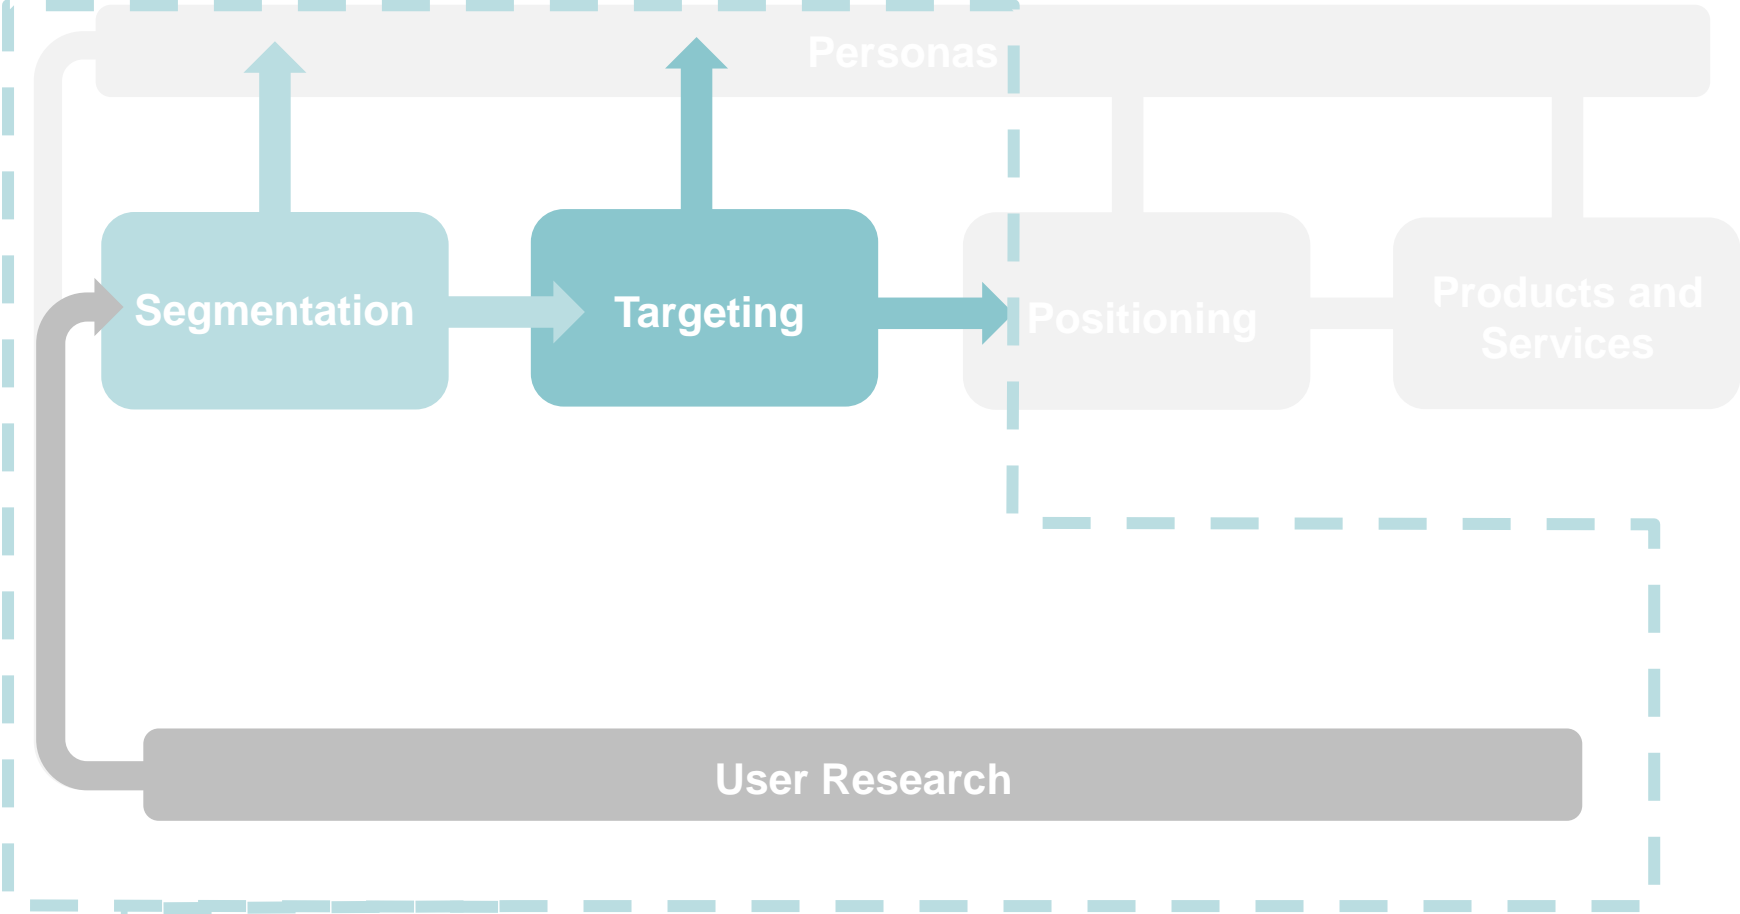 Personas
Segmentation
Targeting
Positioning
Products and
Services
User Research